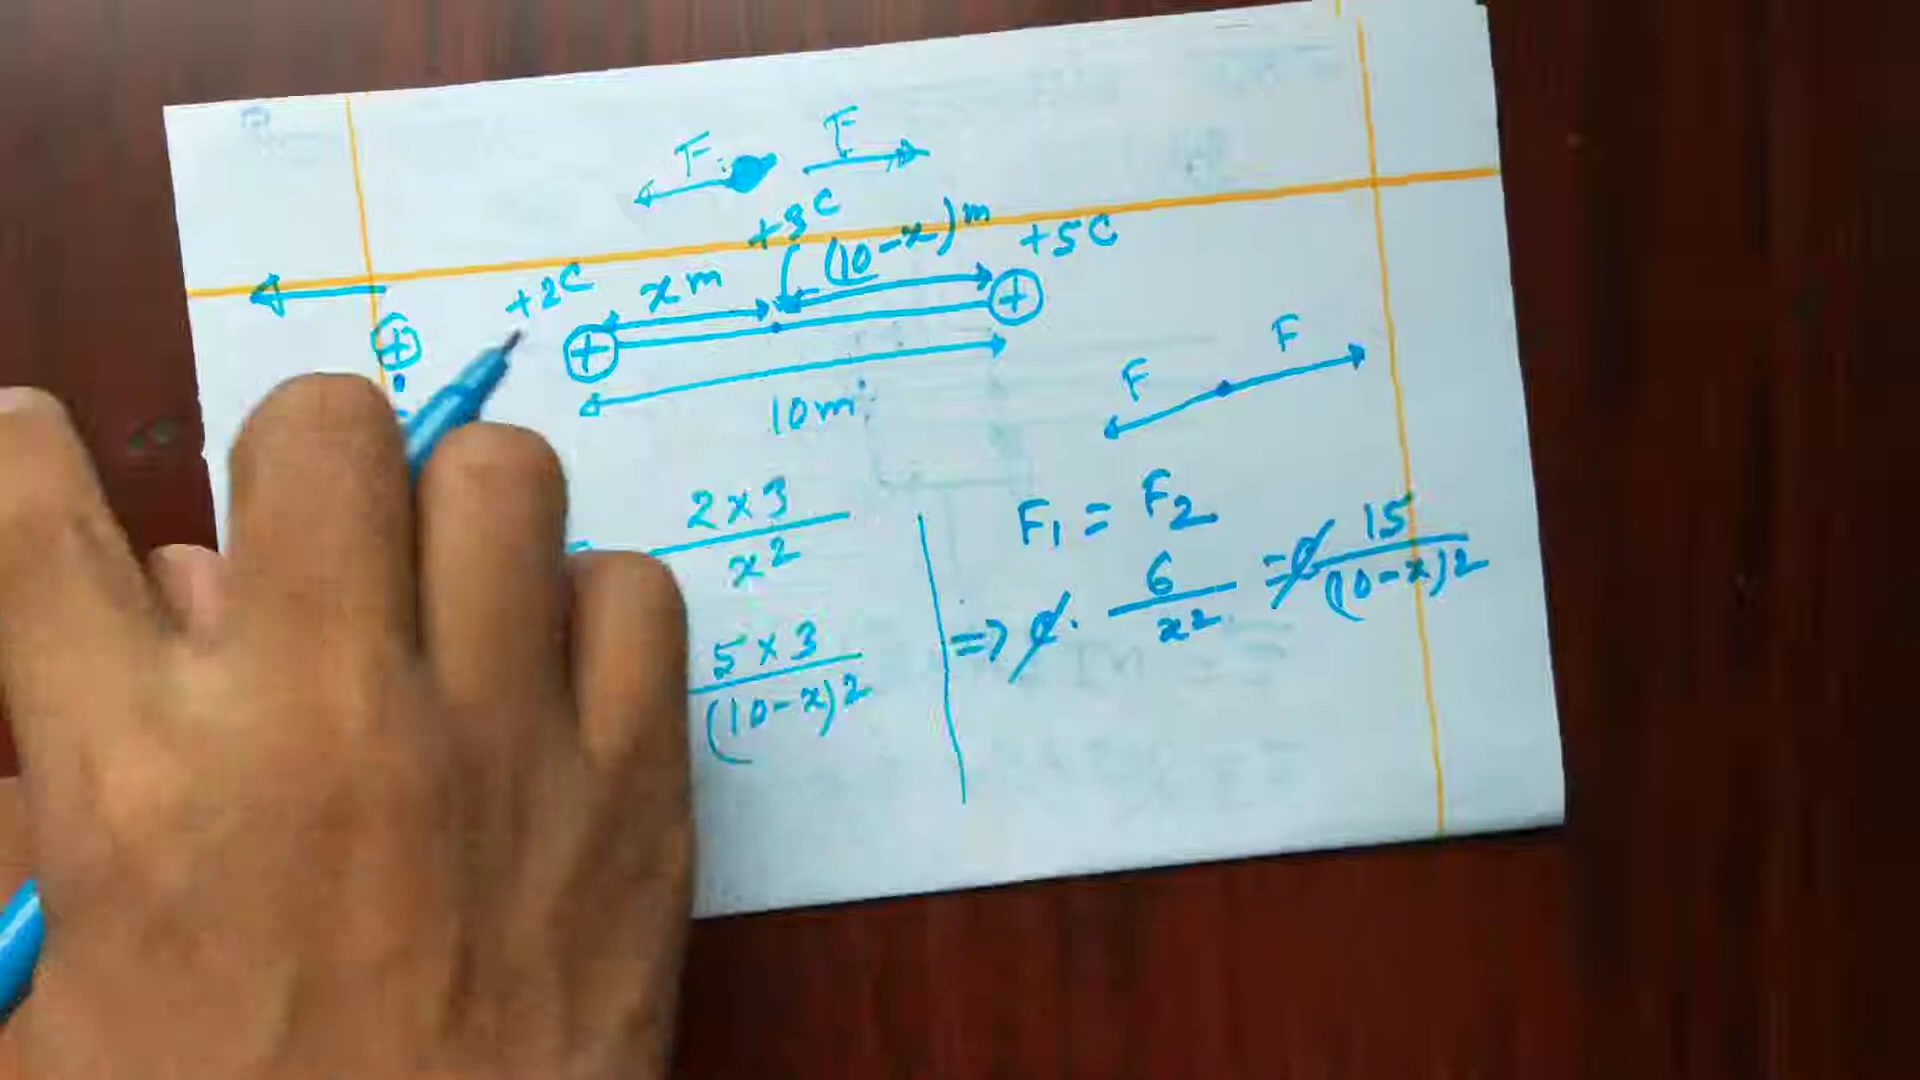 F F
+3C
+2C x m (10-x) m +5C
+ + +
10m
F F
2 x 3
x²
5 x 3
(10-x)²
F₁ = F₂
=> ¢. 6/x² = ¢ 15/(10-x)²